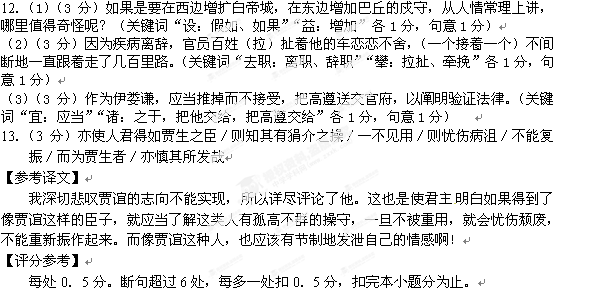 12.（1）（3 分）如果是要在西边增扩白帝城，在东边增加巴丘的戍守，从人情常理上讲，
哪里值得奇怪呢？（关键词“设：假如、如果”“益：增加”各 1 分，句意 1 分）
（2）（3 分）因为疾病离辞，官员百姓（拉）扯着他的车恋恋不舍，（一个接着一个）不间
断地一直跟着走了几百里路。（关键词“去职：离职、辞职”“攀：拉扯、牵挽”各 1 分，句
意 1 分）
（3）（3 分）作为伊娄谦，应当推掉而不接受，把高遵送交官府，以阐明验证法律。（关键
词“宜：应当”“诸：之于，把他交给，把高遵交给”各 1 分，句意 1 分）
13.（3 分）亦使人君得如贾生之臣／则知其有狷介之操／一不见用／则忧伤病沮／不能复
振／而为贾生者／亦慎其所发哉
【参考译文】
我深切悲叹贾谊的志向不能实现，所以详尽评论了他。这也是使君主明白如果得到了
像贾谊这样的臣子，就应当了解这类人有孤高不群的操守，一旦不被重用，就会忧伤颓废，
不能重新振作起来。而像贾谊这种人，也应该有节制地发泄自己的情感啊！
【评分参考】
每处 0．5 分。断句超过 6 处，每多一处扣 0．5 分，扣完本小题分为止。